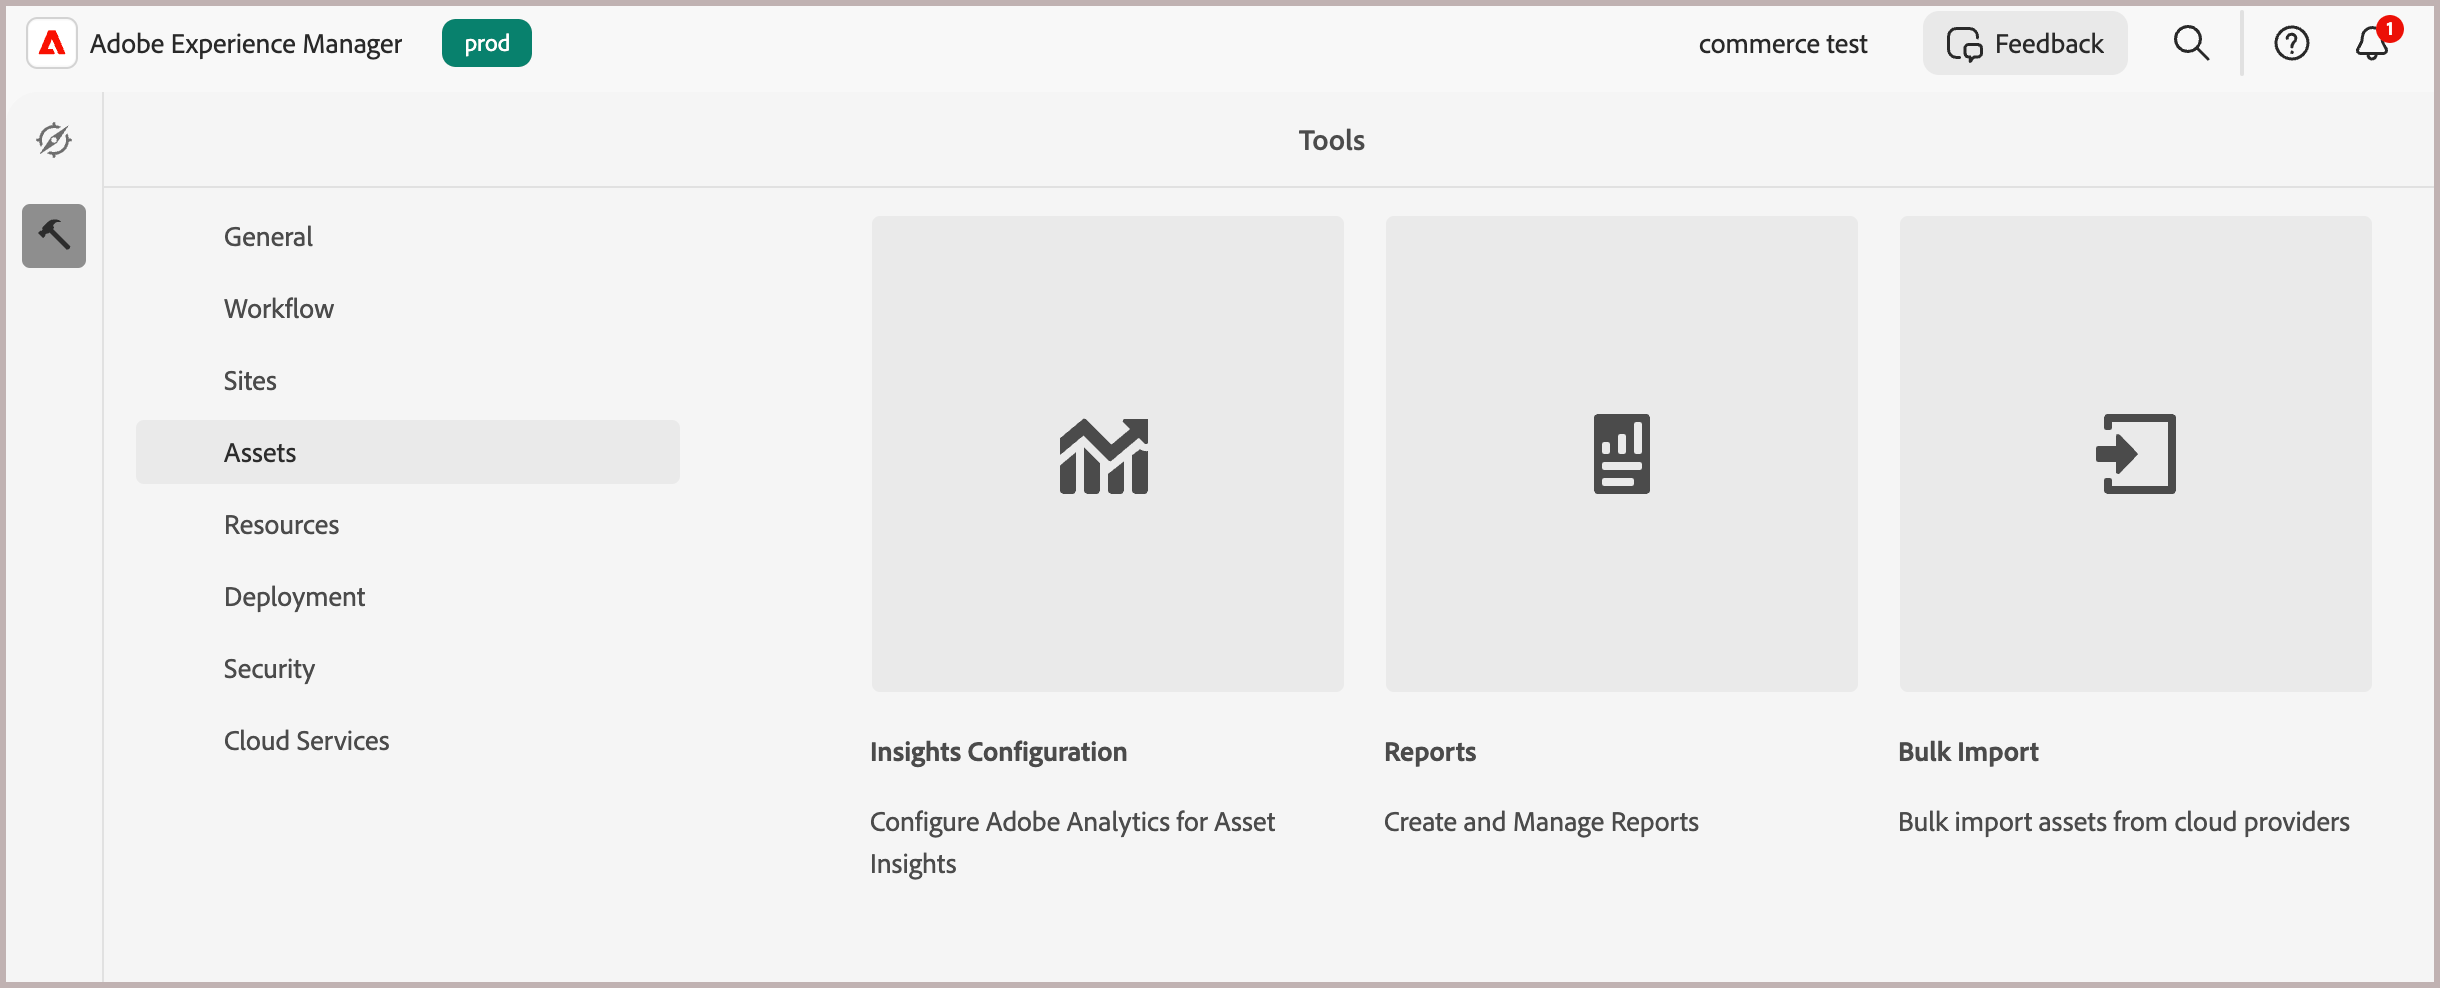 Adobe Experience Manager
prod
commerce test
Feedback
1
Tools
General
Workflow
Sites
Assets
Resources
Deployment
Security
Cloud Services
Insights Configuration
Configure Adobe Analytics for Asset
Insights
Reports
Create and Manage Reports
Bulk Import
Bulk import assets from cloud providers